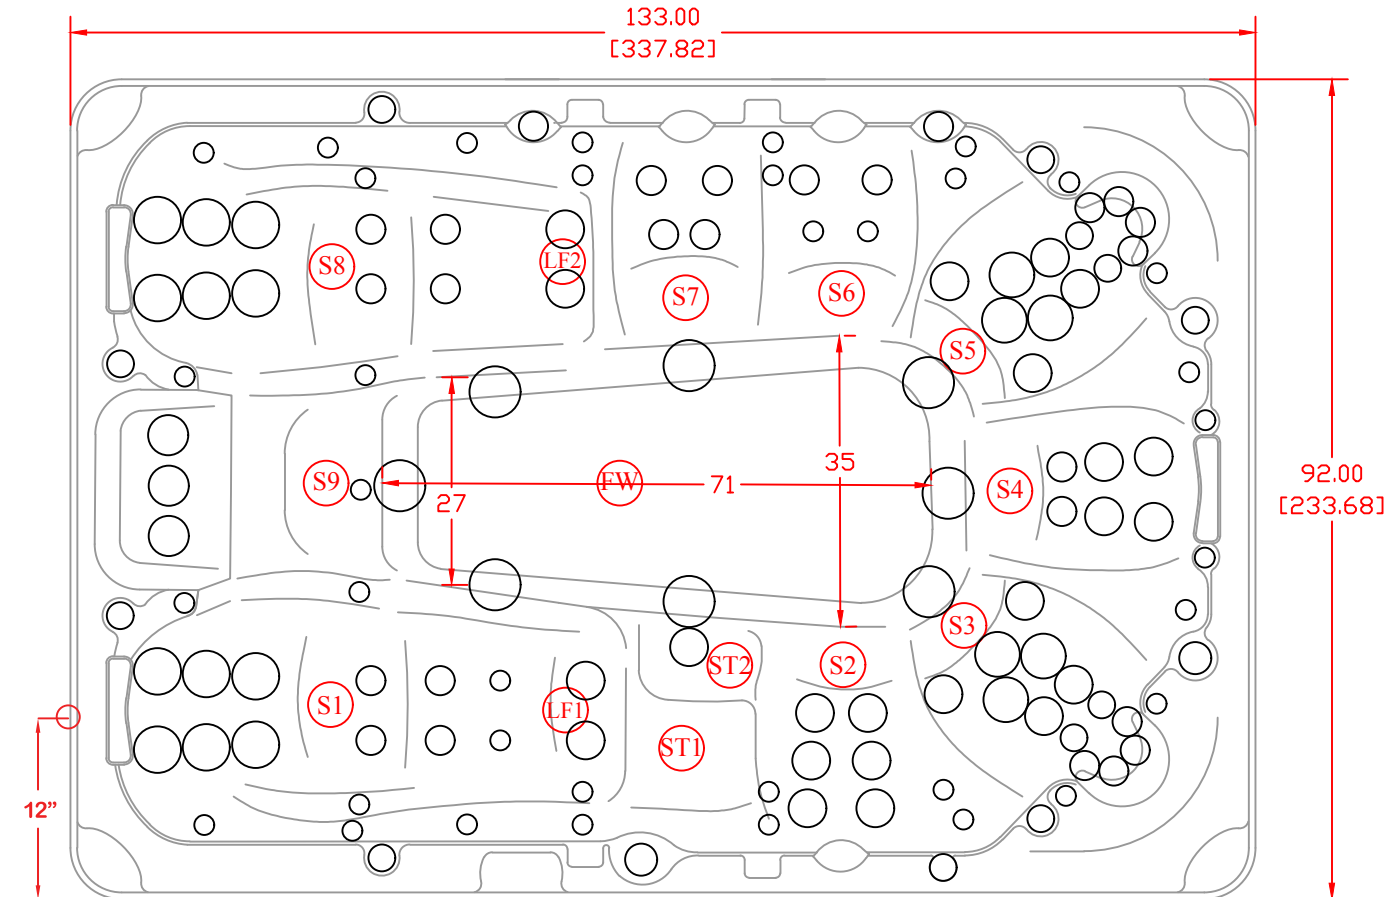 133.00
[337.82]
S8
LF2
S7
S6
S5
35
92.00
[233.68]
S9
27
FW
71
S4
S3
S1
LF1
ST2
S2
ST1
12”